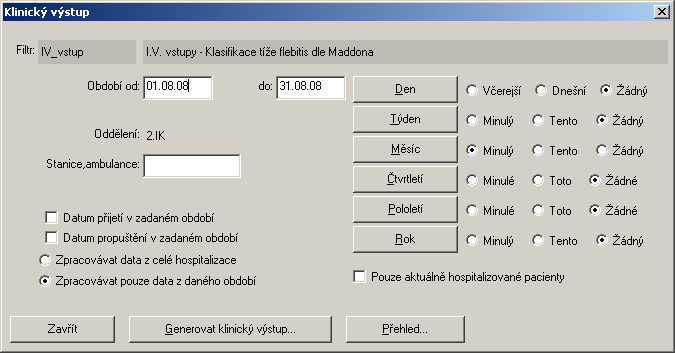 Klinický výstup
Filtr: IV_vstup I.V. vstupy - Klasifikace tíže flebitis dle Maddona
Období od: 01.08.08 do: 31.08.08
Den Včerejší Dnešní Žádný
Týden Minulý Tento Žádný
Oddělení: 2.IK
Měsíc Minulý Tento Žádný
Stanice,ambulance:
Čtvrtletí Minulé Toto Žádné
Pololetí Minulé Toto Žádné
Datum přijetí v zadaném období
Datum propuštění v zadaném období
Rok Minulý Tento Žádný
Zpracovávat data z celé hospitalizace
Zpracovávat pouze data z daného období
Pouze aktuálně hospitalizované pacienty
Zavřít Generovat klinický výstup... Přehled...